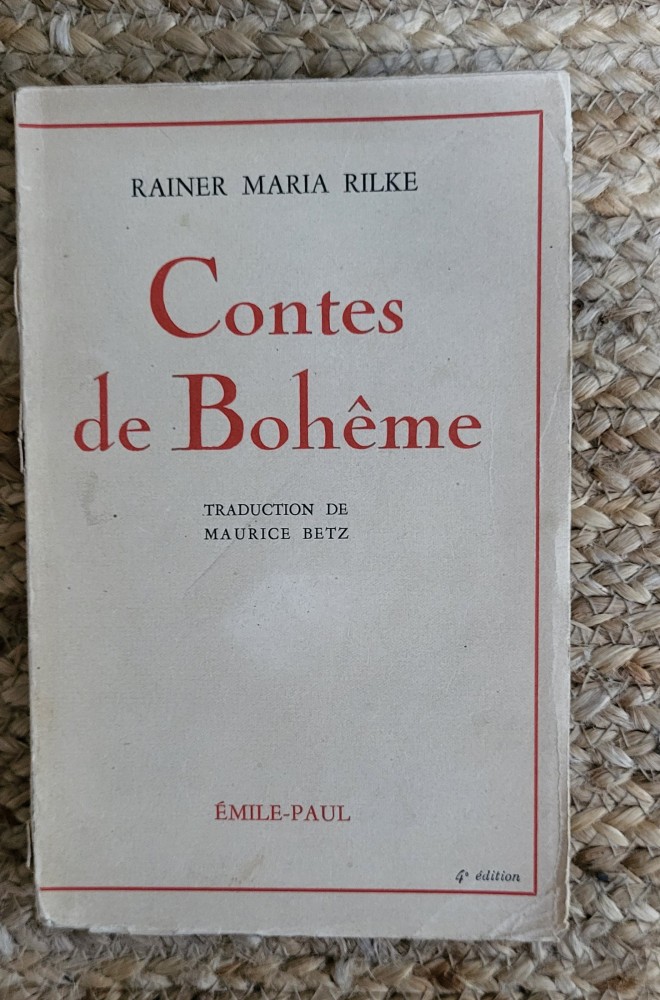 RAINER MARIA RILKE
Contes
de Bohême
TRADUCTION DE
MAURICE BETZ
ÉMILE-PAUL
4e édition